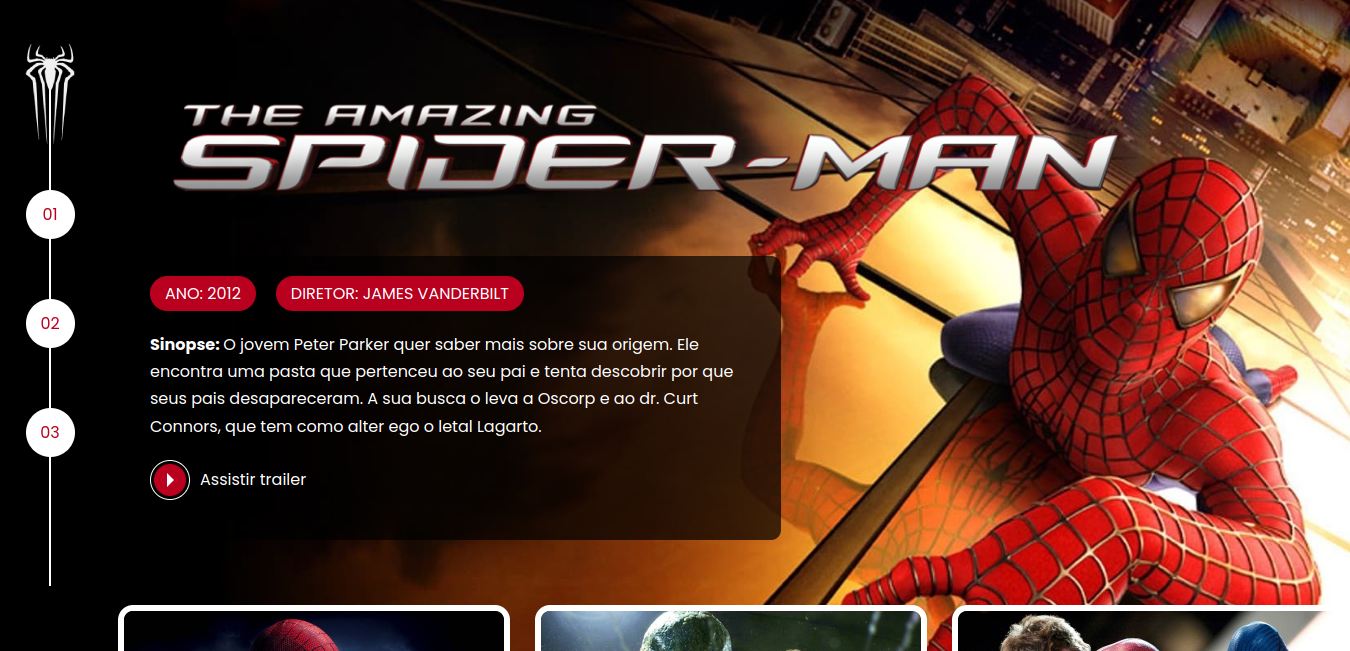 THE AMAZING
SPIDER-MAN
01
02
03
ANO: 2012
DIRETOR: JAMES VANDERBILT
Sinopse: O jovem Peter Parker quer saber mais sobre sua origem. Ele
encontra uma pasta que pertenceu ao seu pai e tenta descobrir por que
seus pais desapareceram. A sua busca o leva a Oscorp e ao dr. Curt
Connors, que tem como alter ego o letal Lagarto.
Assistir trailer